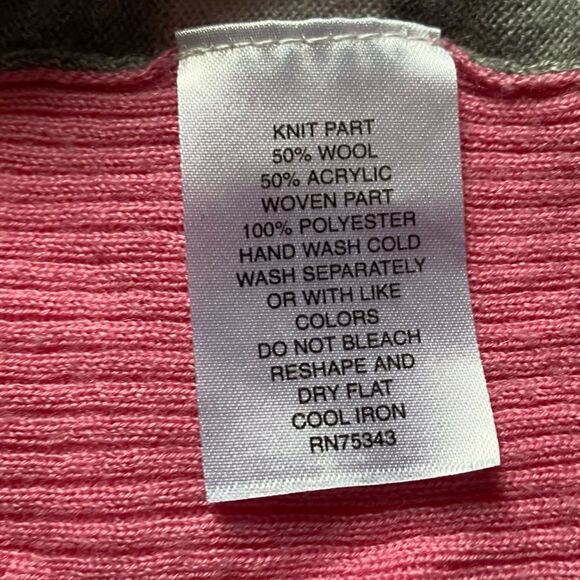 KNIT PART
50% WOOL
50% ACRYLIC
WOVEN PART
100% POLYESTER
HAND WASH COLD
WASH SEPARATELY
OR WITH LIKE
COLORS
DO NOT BLEACH
RESHAPE AND
DRY FLAT
COOL IRON
RN75343